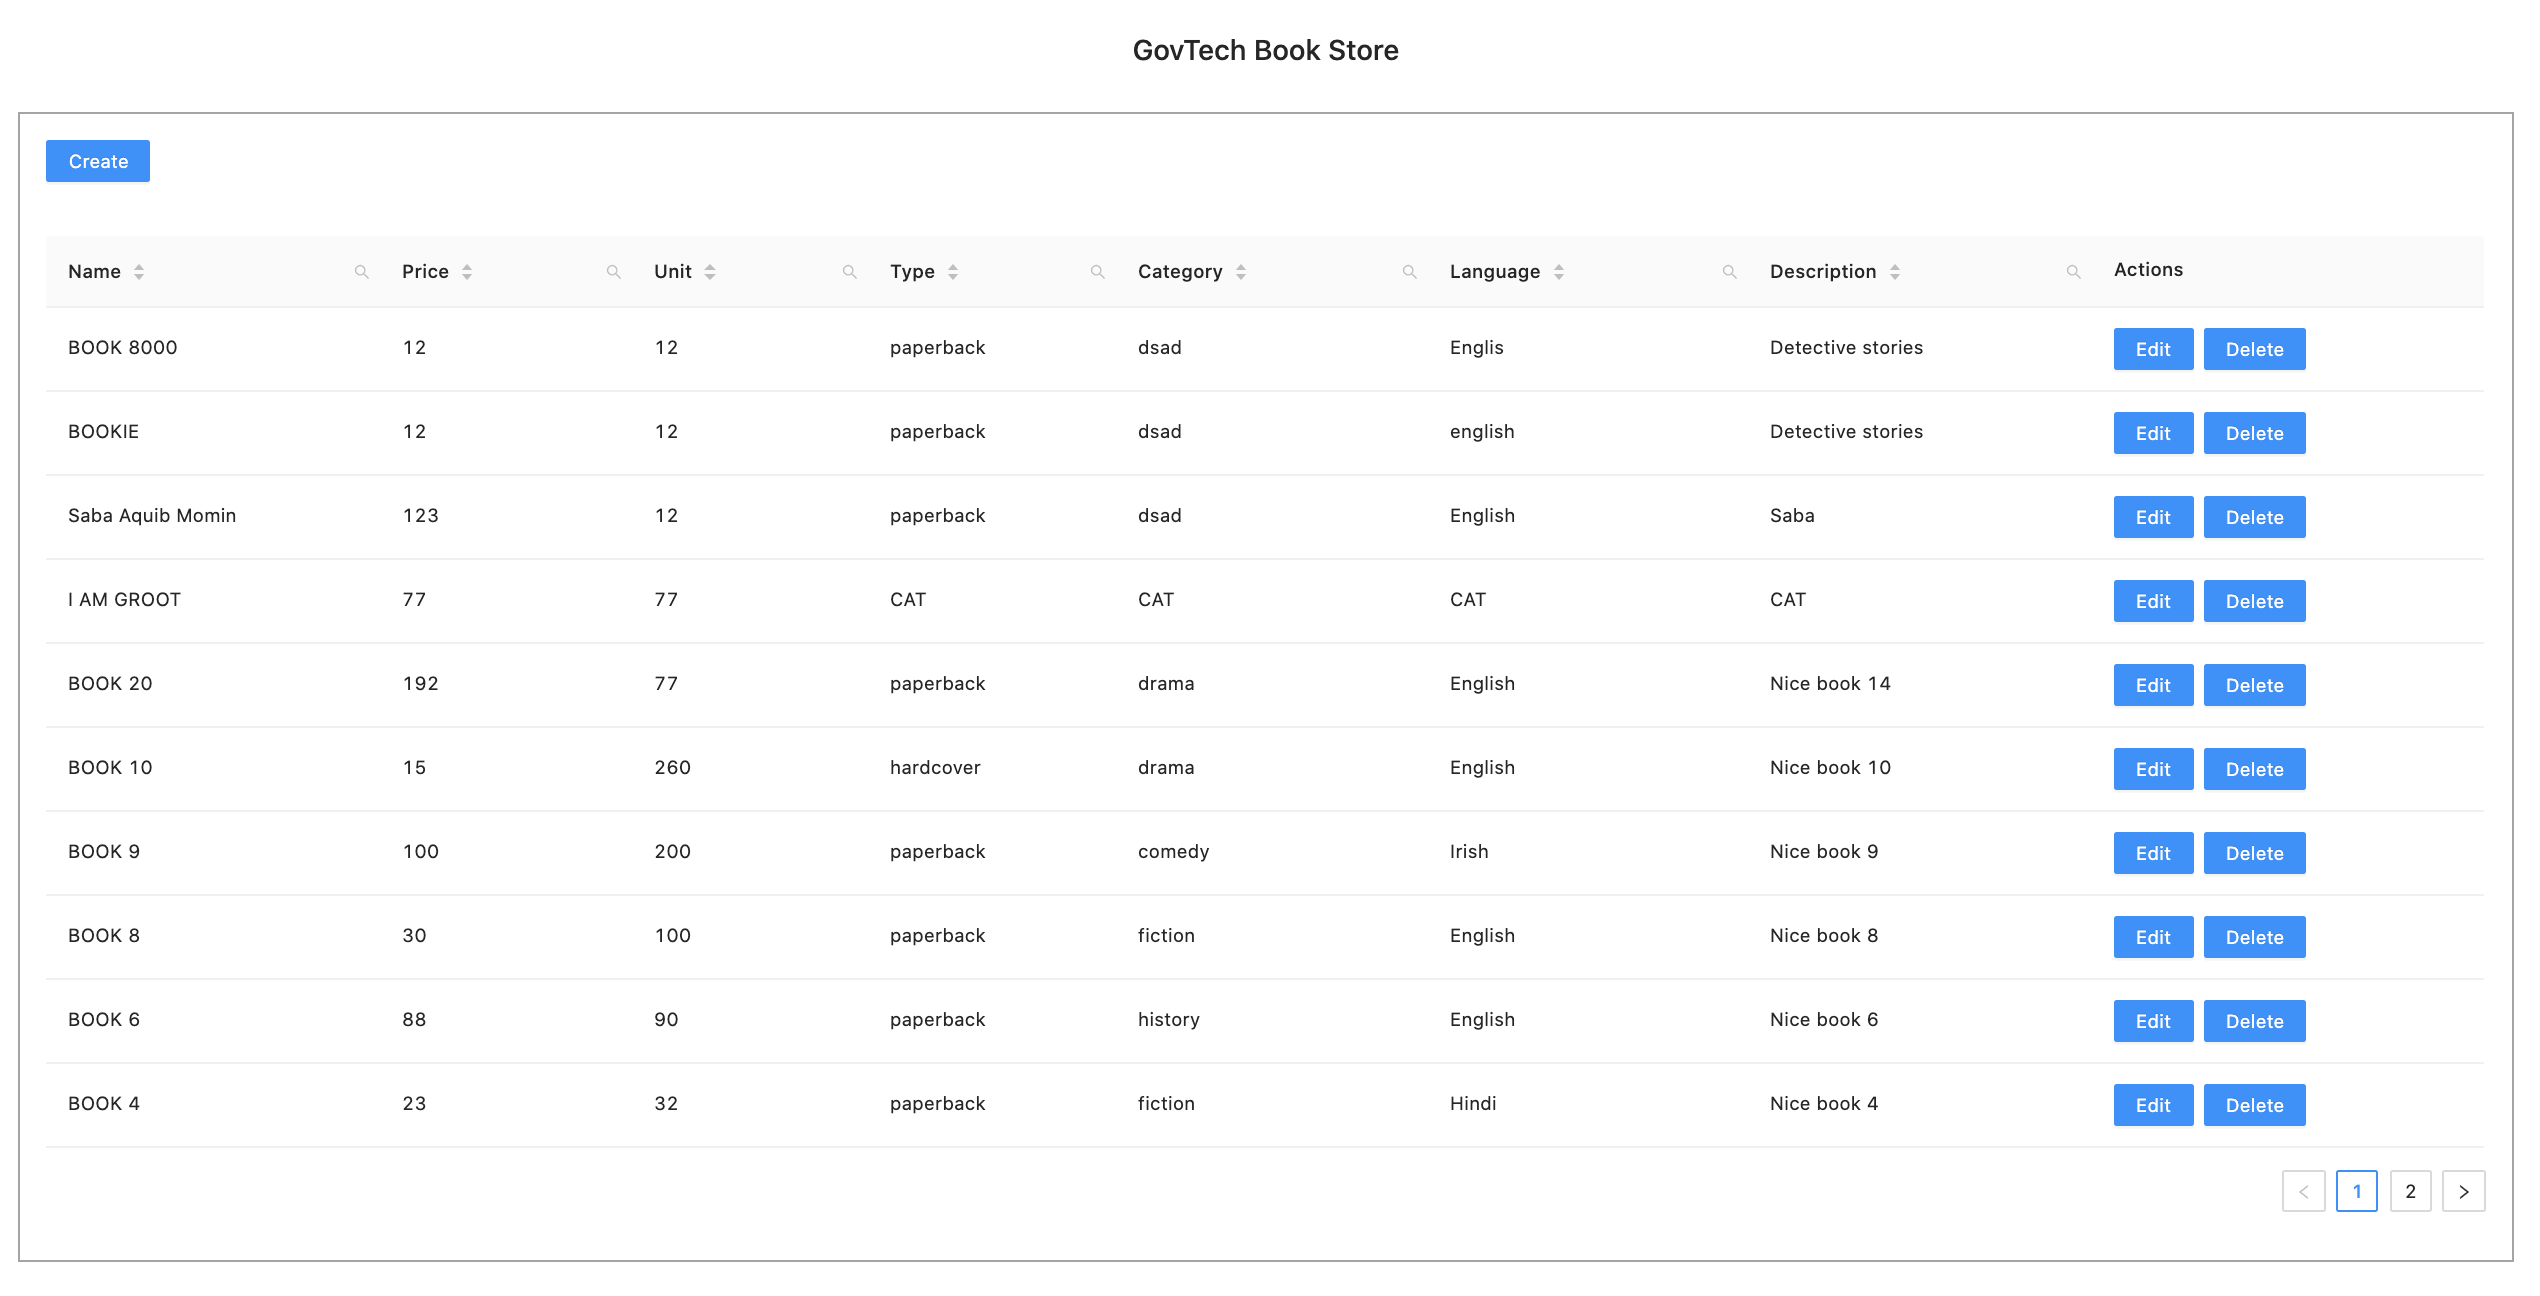 GovTech Book Store
Create
Name Price Unit Type Category Language Description Actions
BOOK 8000 12 12 paperback dsad Englis Detective stories Edit Delete
BOOKIE 12 12 paperback dsad english Detective stories Edit Delete
Saba Aquib Momin 123 12 paperback dsad English Saba Edit Delete
I AM GROOT 77 77 CAT CAT CAT CAT Edit Delete
BOOK 20 192 77 paperback drama English Nice book 14 Edit Delete
BOOK 10 15 260 hardcover drama English Nice book 10 Edit Delete
BOOK 9 100 200 paperback comedy Irish Nice book 9 Edit Delete
BOOK 8 30 100 paperback fiction English Nice book 8 Edit Delete
BOOK 6 88 90 paperback history English Nice book 6 Edit Delete
BOOK 4 23 32 paperback fiction Hindi Nice book 4 Edit Delete
< 1 2 >